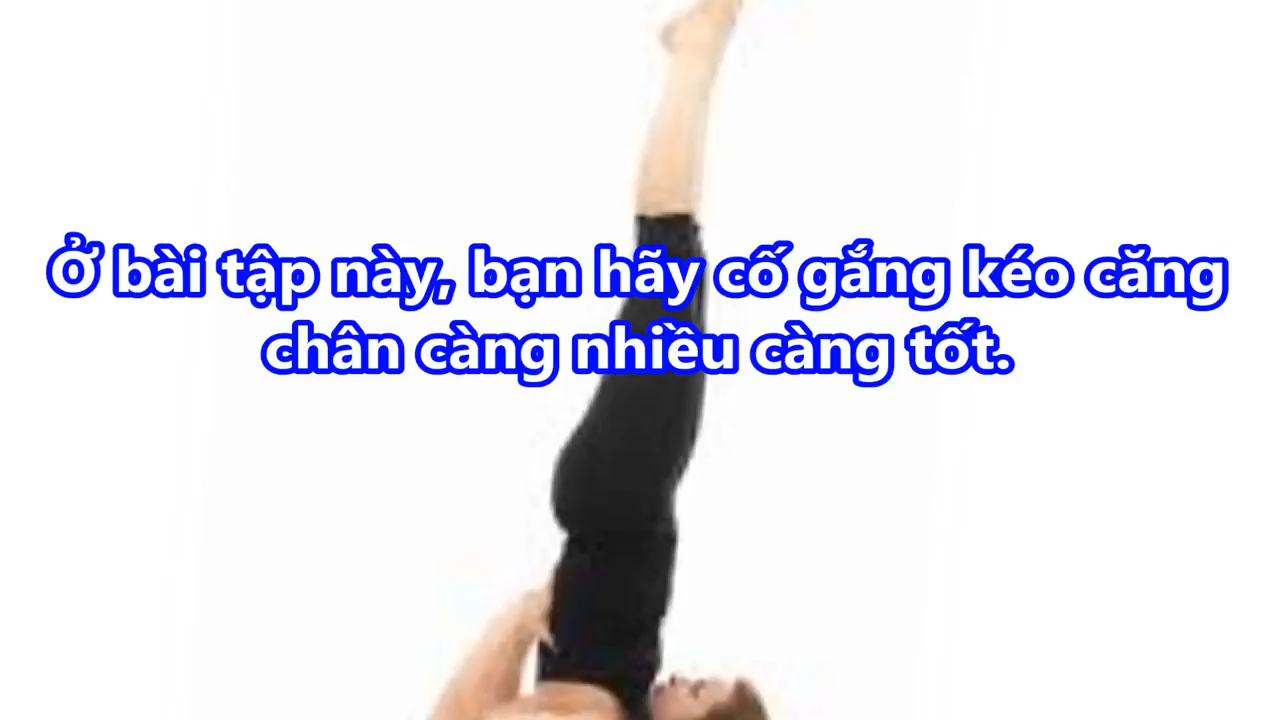 Ở bài tập này, bạn hãy cố gắng kéo căng
chân càng nhiều càng tốt.